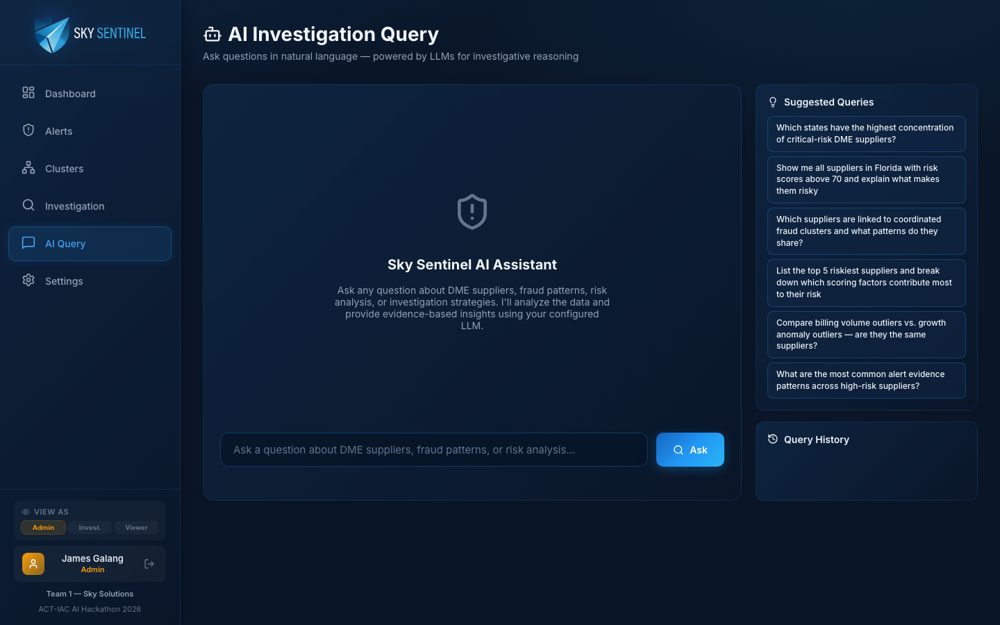 SKY SENTINEL
Dashboard
Alerts
Clusters
Investigation
AI Query
Settings
VIEW AS
Admin
Invest.
Viewer
James Galang
Admin
Team 1 — Sky Solutions
ACT-IAC AI Hackathon 2026
AI Investigation Query
Ask questions in natural language — powered by LLMs for investigative reasoning
Sky Sentinel AI Assistant
Ask any question about DME suppliers, fraud patterns, risk
analysis, or investigation strategies. I'll analyze the data and
provide evidence-based insights using your configured
LLM.
Ask a question about DME suppliers, fraud patterns, or risk analysis...
Ask
Suggested Queries
Which states have the highest concentration
of critical-risk DME suppliers?
Show me all suppliers in Florida with risk
scores above 70 and explain what makes
them risky
Which suppliers are linked to coordinated
fraud clusters and what patterns do they
share?
List the top 5 riskiest suppliers and break
down which scoring factors contribute most
to their risk
Compare billing volume outliers vs. growth
anomaly outliers — are they the same
suppliers?
What are the most common alert evidence
patterns across high-risk suppliers?
Query History